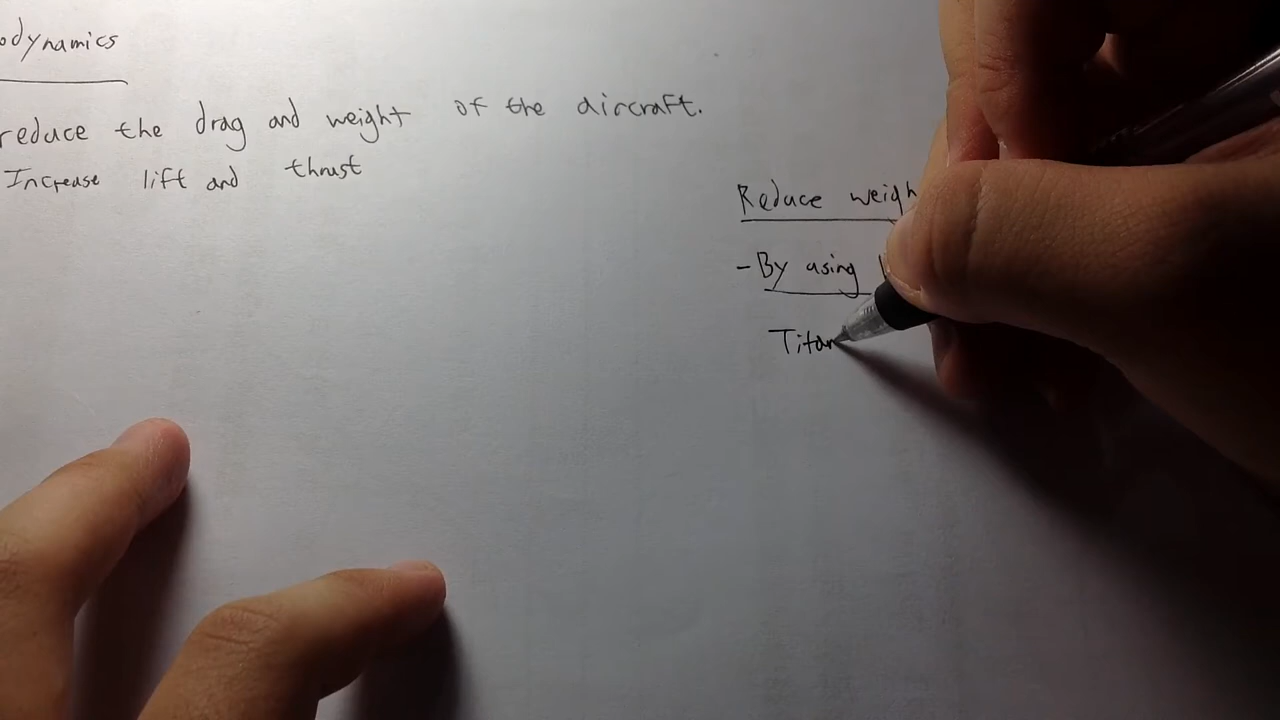 odynamics
reduce the drag and weight of the aircraft.
Increase lift and thrust
Reduce weigh
- By using
Titan